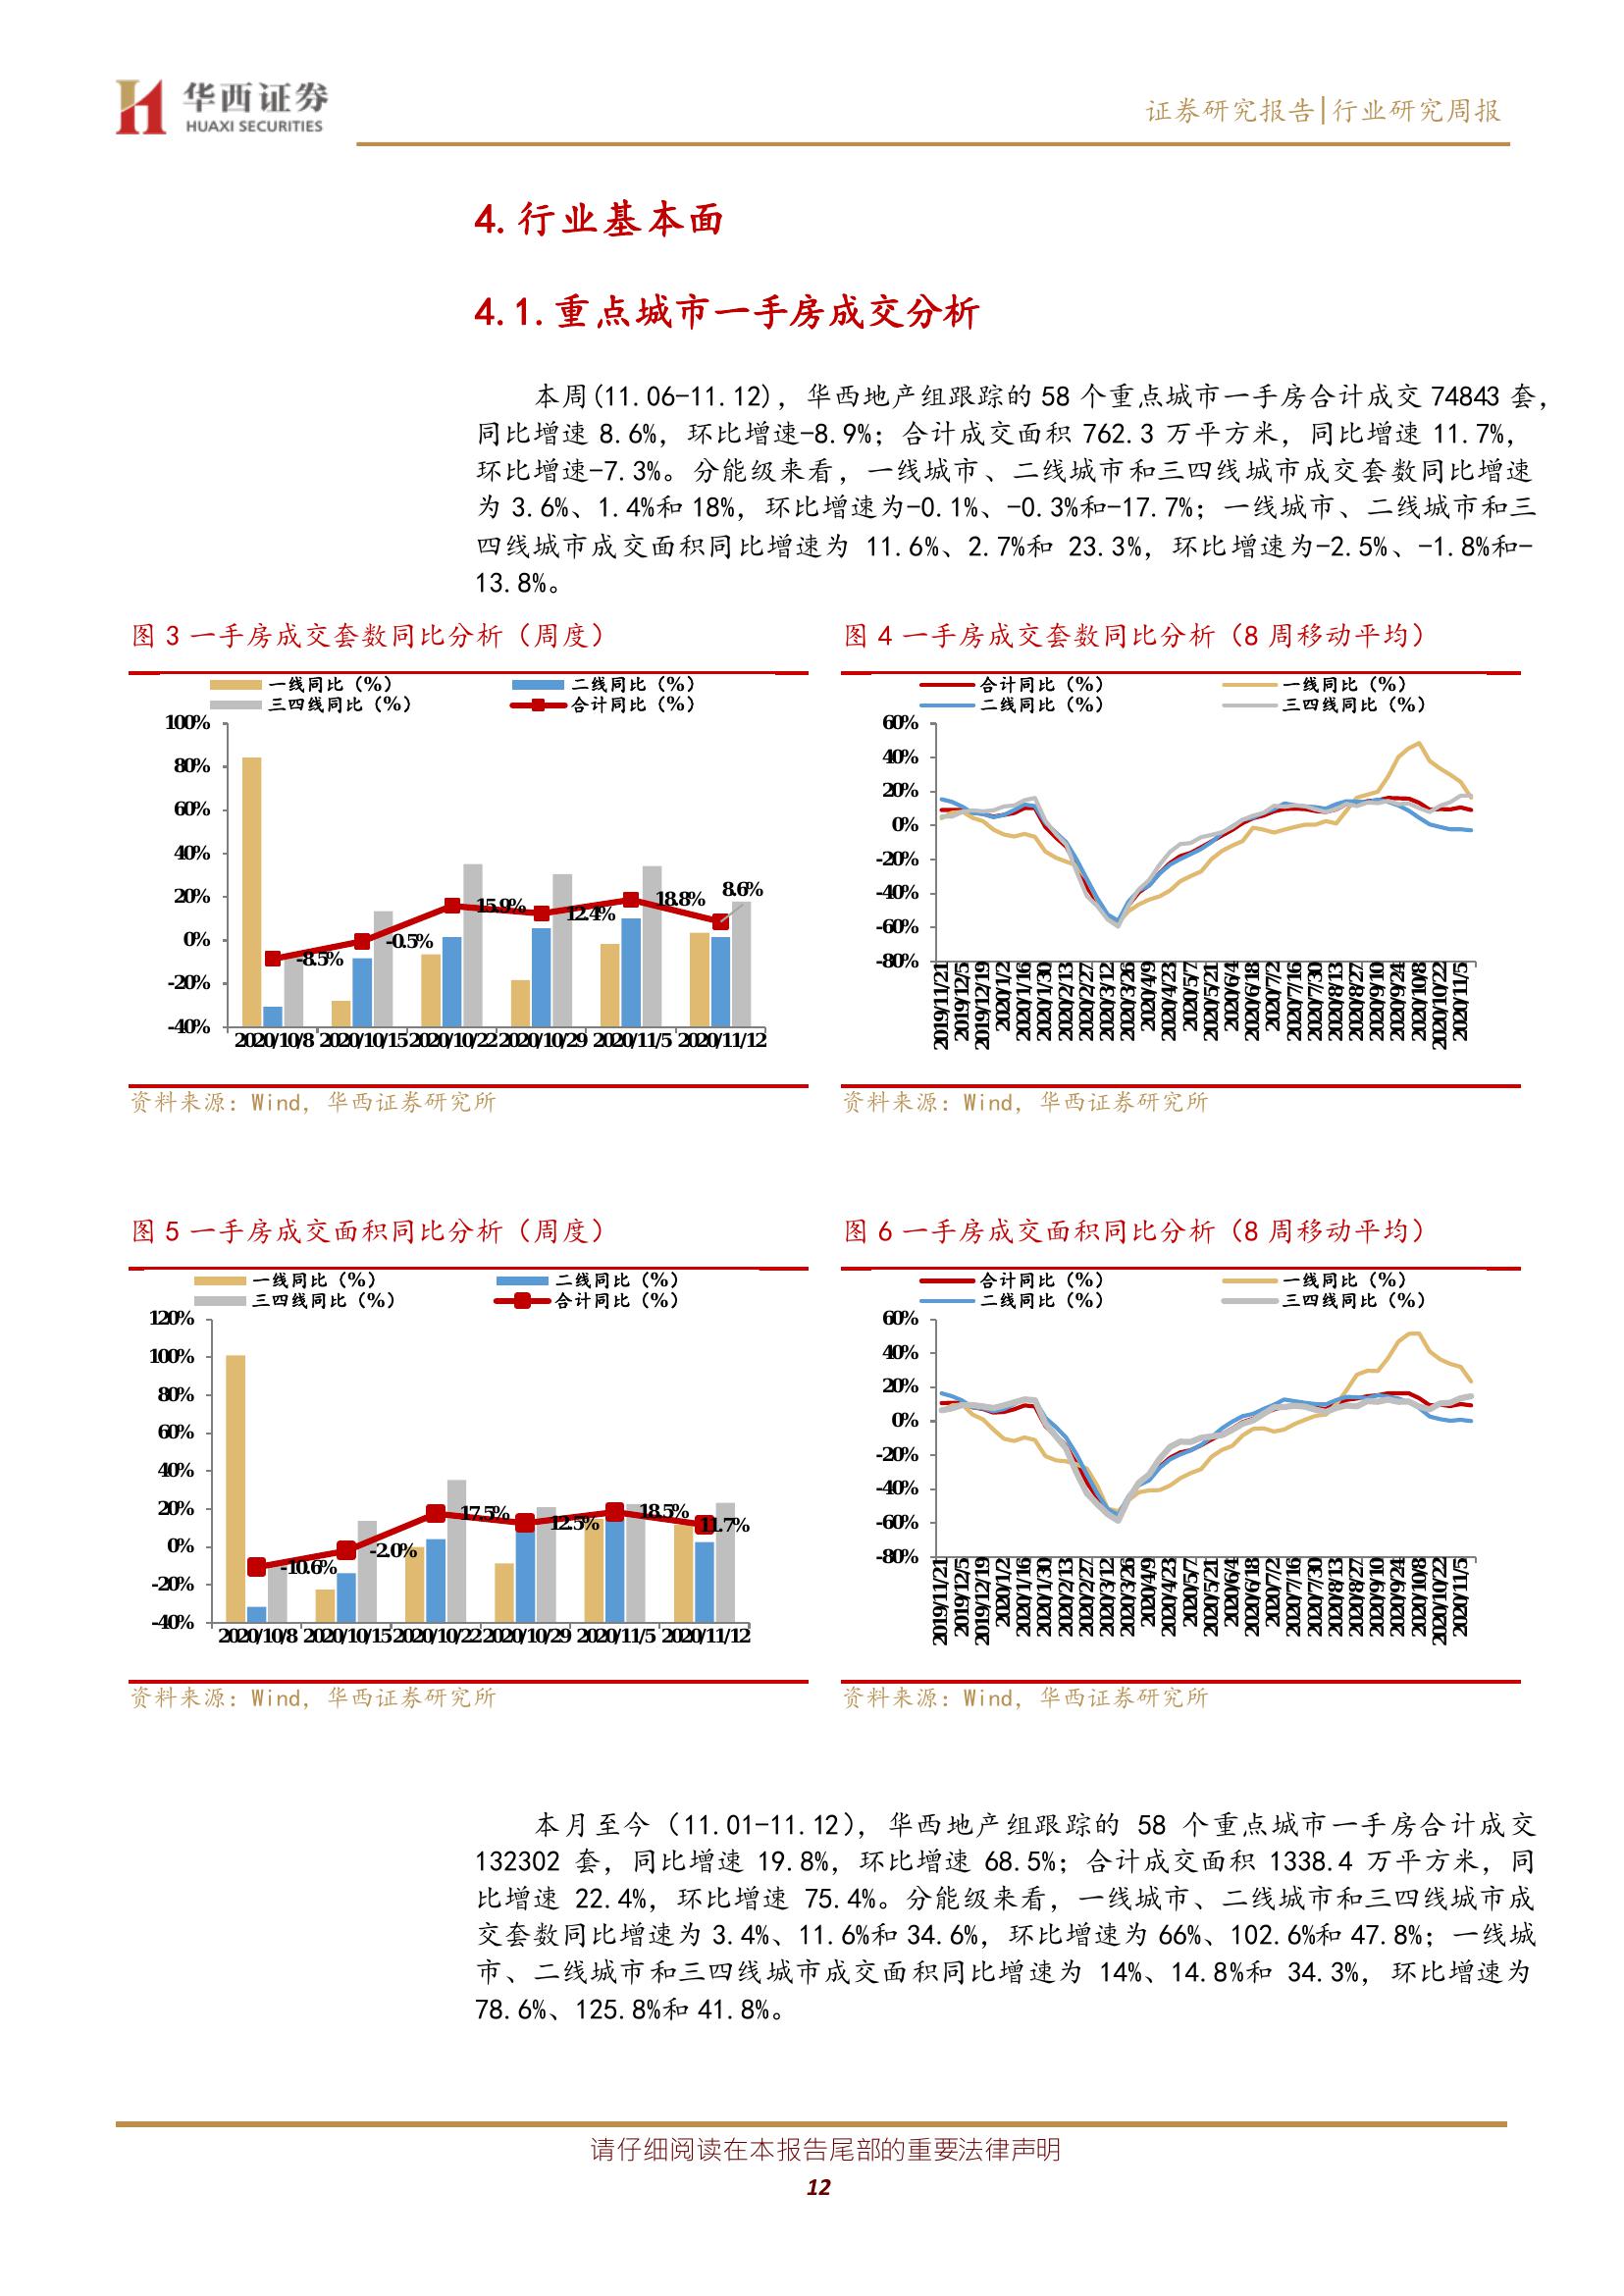 华西证券
HUAXI SECURITIES
证券研究报告|行业研究周报
4.行业基本面
4.1.重点城市一手房成交分析
本周(11.06-11.12)，华西地产组跟踪的 58 个重点城市一手房合计成交 74843 套，
同比增速 8.6%，环比增速-8.9%；合计成交面积 762.3 万平方米，同比增速 11.7%，
环比增速-7.3%。分能级来看，一线城市、二线城市和三四线城市成交套数同比增速
为 3.6%、1.4%和 18%，环比增速为-0.1%、-0.3%和-17.7%；一线城市、二线城市和三
四线城市成交面积同比增速为 11.6%、2.7%和 23.3%，环比增速为-2.5%、-1.8%和-
13.8%。
图 3 一手房成交套数同比分析（周度）
一线同比（%） 二线同比（%）
三四线同比（%） 合计同比（%）
100%
80%
60%
40%
20%
0%
-20%
-40%
-8.5%
-0.5%
15.9%
12.4%
18.8%
8.6%
2020/10/8 2020/10/15 2020/10/22 2020/10/29 2020/11/5 2020/11/12
资料来源：Wind，华西证券研究所
图 4 一手房成交套数同比分析（8 周移动平均）
合计同比（%） 一线同比（%）
二线同比（%） 三四线同比（%）
60%
40%
20%
0%
-20%
-40%
-60%
-80%
2019/11/21
2019/12/5
2019/12/19
2020/1/2
2020/1/16
2020/1/30
2020/2/13
2020/2/27
2020/3/12
2020/3/26
2020/4/9
2020/4/23
2020/5/7
2020/5/21
2020/6/4
2020/6/18
2020/7/2
2020/7/16
2020/7/30
2020/8/13
2020/8/27
2020/9/10
2020/9/24
2020/10/8
2020/10/22
2020/11/5
资料来源：Wind，华西证券研究所
图 5 一手房成交面积同比分析（周度）
一线同比（%） 二线同比（%）
三四线同比（%） 合计同比（%）
120%
100%
80%
60%
40%
20%
0%
-20%
-40%
-10.6%
-2.0%
17.5%
12.5%
18.5%
11.7%
2020/10/8 2020/10/15 2020/10/22 2020/10/29 2020/11/5 2020/11/12
资料来源：Wind，华西证券研究所
图 6 一手房成交面积同比分析（8 周移动平均）
合计同比（%） 一线同比（%）
二线同比（%） 三四线同比（%）
60%
40%
20%
0%
-20%
-40%
-60%
-80%
2019/11/21
2019/12/5
2019/12/19
2020/1/2
2020/1/16
2020/1/30
2020/2/13
2020/2/27
2020/3/12
2020/3/26
2020/4/9
2020/4/23
2020/5/7
2020/5/21
2020/6/4
2020/6/18
2020/7/2
2020/7/16
2020/7/30
2020/8/13
2020/8/27
2020/9/10
2020/9/24
2020/10/8
2020/10/22
2020/11/5
资料来源：Wind，华西证券研究所
本月至今（11.01-11.12），华西地产组跟踪的 58 个重点城市一手房合计成交
132302 套，同比增速 19.8%，环比增速 68.5%；合计成交面积 1338.4 万平方米，同
比增速 22.4%，环比增速 75.4%。分能级来看，一线城市、二线城市和三四线城市成
交套数同比增速为 3.4%、11.6%和 34.6%，环比增速为 66%、102.6%和 47.8%；一线城
市、二线城市和三四线城市成交面积同比增速为 14%、14.8%和 34.3%，环比增速为
78.6%、125.8%和 41.8%。
请仔细阅读在本报告尾部的重要法律声明
12